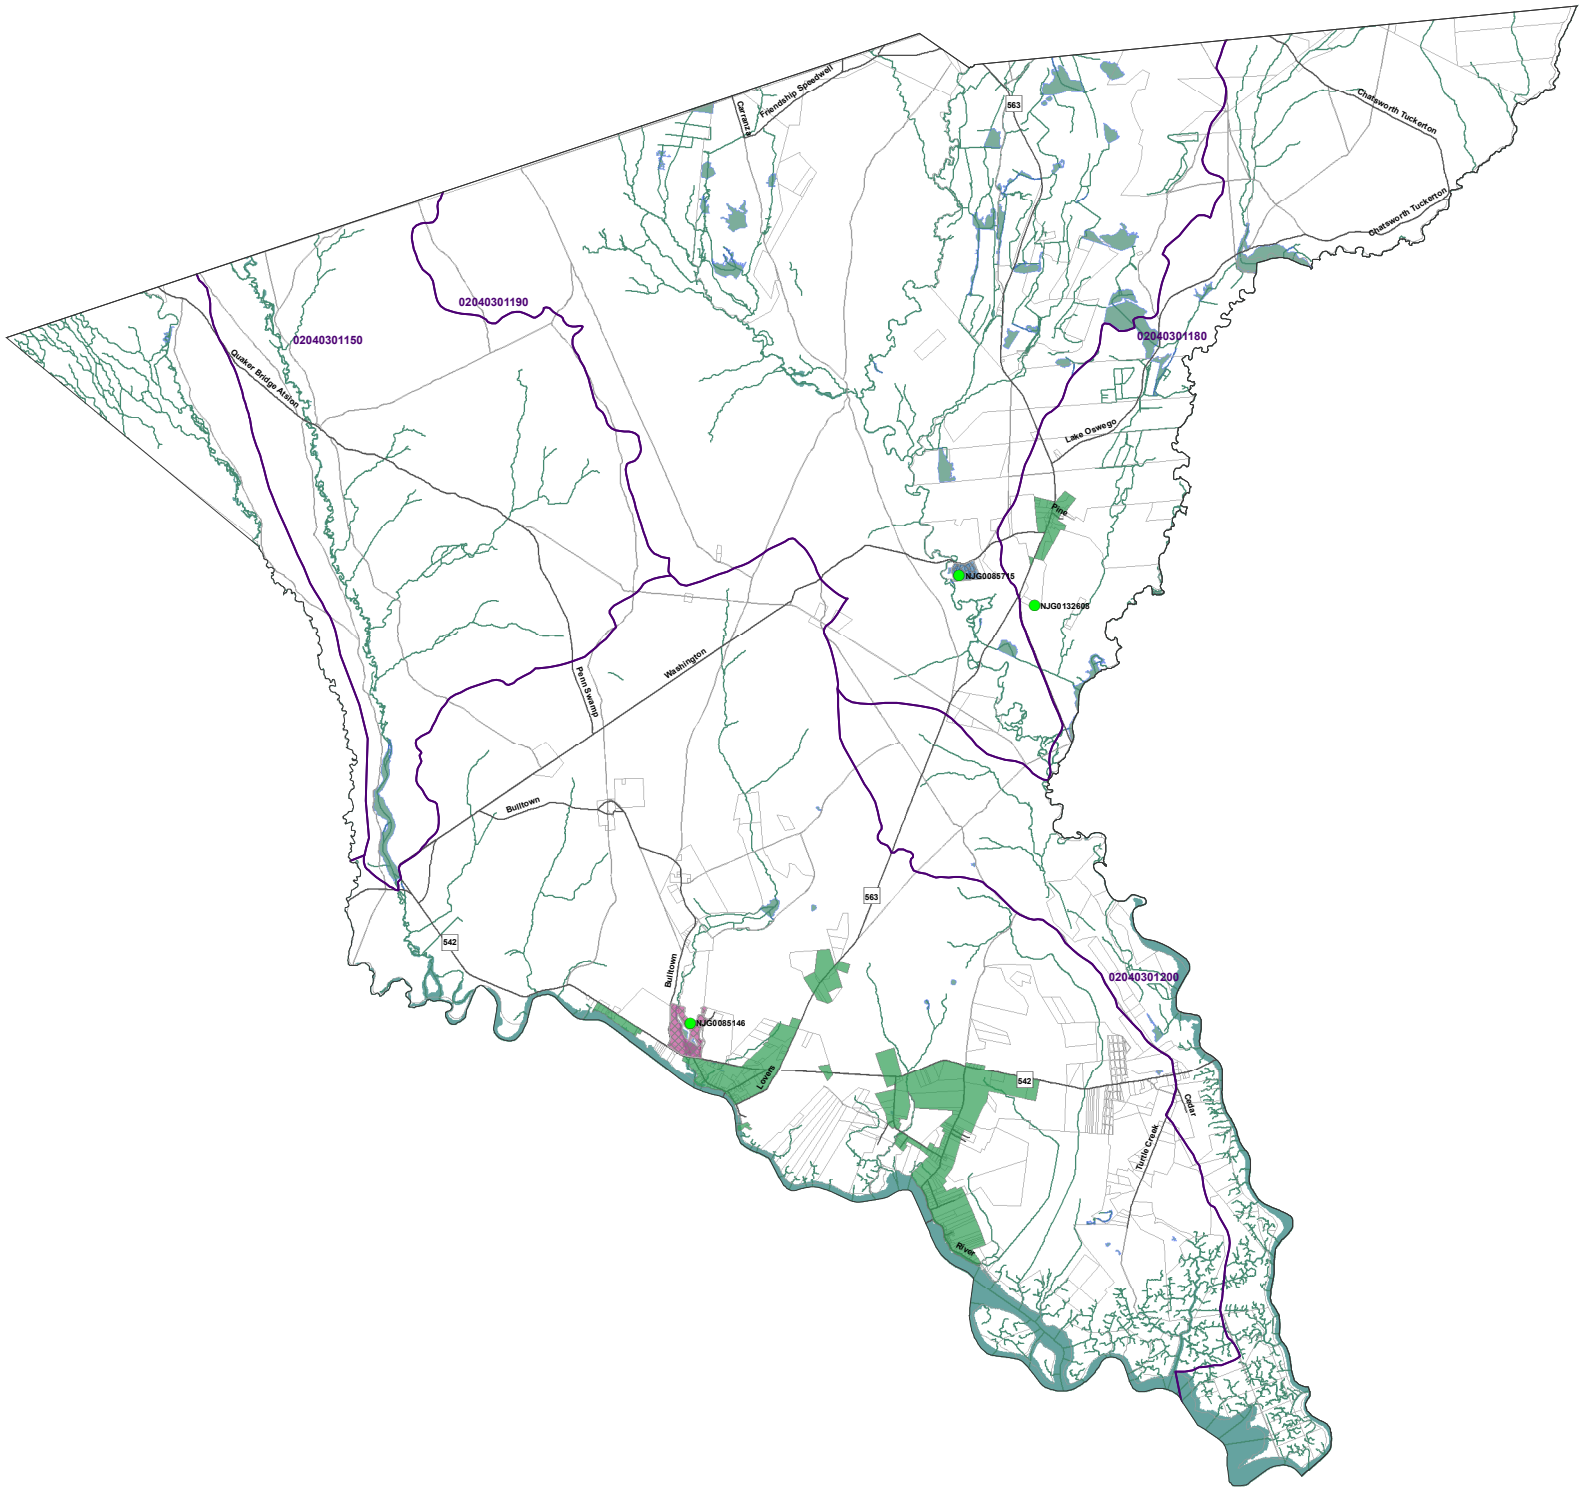 Friendship Speedwell
Carranza
563
Chatsworth Tuckerton
Chatsworth Tuckerton
02040301190
02040301150
02040301180
Quaker Bridge Atsion
Lake Oswego
Pine
NJG0085715
NJG0132608
Washington
Penn Swamp
Bulltown
563
542
Bulltown
02040301200
NJG0085146
Lovers
542
Cedar
Turtle Creek
River